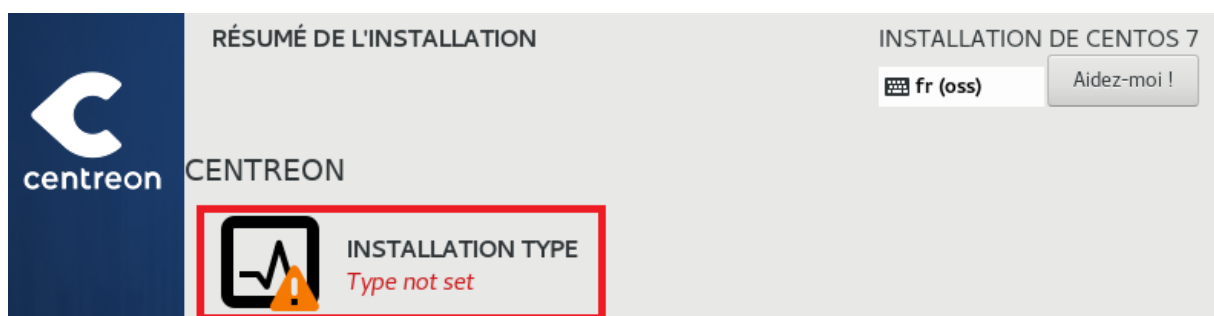 RÉSUMÉ DE L'INSTALLATION
INSTALLATION DE CENTOS 7
fr (oss)
Aidez-moi !
centreon
CENTREON
INSTALLATION TYPE
Type not set